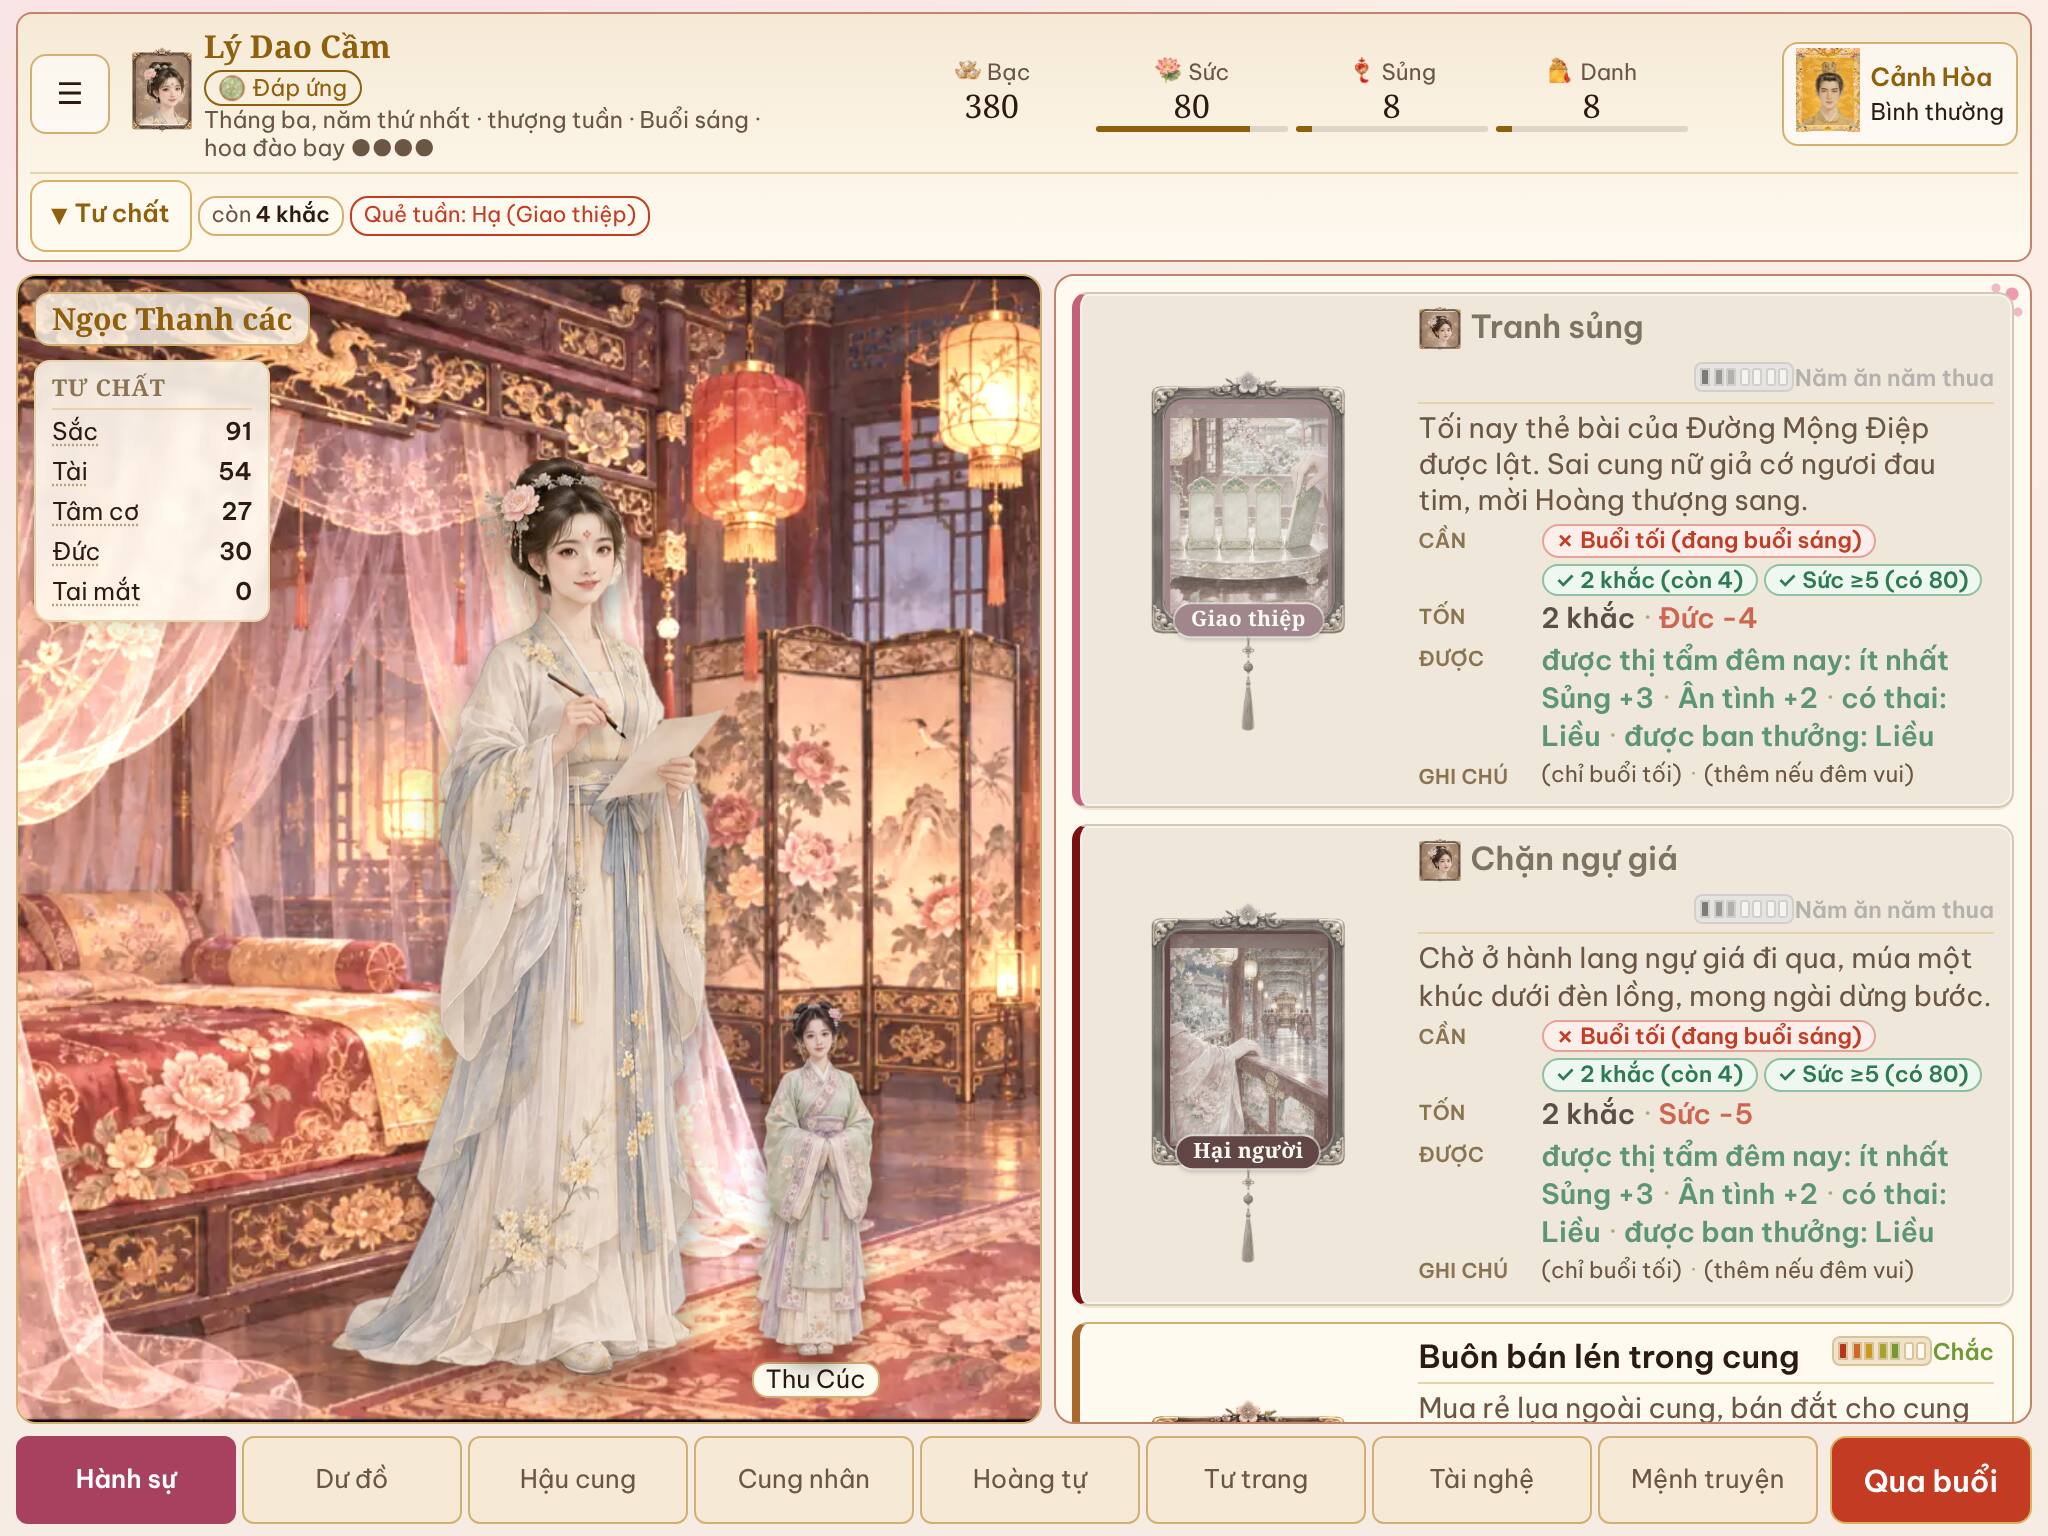 ☰
Lý Dao Cầm
Đáp ứng
Tháng ba, năm thứ nhất · thượng tuần · Buổi sáng ·
hoa đào bay ●●●●
Bạc
380
Sức
80
Sủng
8
Danh
8
Cảnh Hòa
Bình thường
▼ Tư chất
còn 4 khắc
Quẻ tuần: Hạ (Giao thiệp)
Ngọc Thanh các
TƯ CHẤT
Sắc 91
Tài 54
Tâm cơ 27
Đức 30
Tai mắt 0
Thu Cúc
Tranh sủng
Năm ăn năm thua
Tối nay thẻ bài của Đường Mộng Điệp
được lật. Sai cung nữ giả cớ ngươi đau
tim, mời Hoàng thượng sang.
CẦN × Buổi tối (đang buổi sáng)
✓ 2 khắc (còn 4) ✓ Sức ≥5 (có 80)
TỐN 2 khắc · Đức -4
ĐƯỢC được thị tẩm đêm nay: ít nhất
Sủng +3 · Ân tình +2 · có thai:
Liều · được ban thưởng: Liều
GHI CHÚ (chỉ buổi tối) · (thêm nếu đêm vui)
Giao thiệp
Chặn ngự giá
Năm ăn năm thua
Chờ ở hành lang ngự giá đi qua, múa một
khúc dưới đèn lồng, mong ngài dừng bước.
CẦN × Buổi tối (đang buổi sáng)
✓ 2 khắc (còn 4) ✓ Sức ≥5 (có 80)
TỐN 2 khắc · Sức -5
ĐƯỢC được thị tẩm đêm nay: ít nhất
Sủng +3 · Ân tình +2 · có thai:
Liều · được ban thưởng: Liều
GHI CHÚ (chỉ buổi tối) · (thêm nếu đêm vui)
Hại người
Buôn bán lén trong cung
Chắc
Mua rẻ lụa ngoài cung, bán đắt cho cung
Hành sự
Dư đồ
Hậu cung
Cung nhân
Hoàng tự
Tư trang
Tài nghệ
Mệnh truyện
Qua buổi